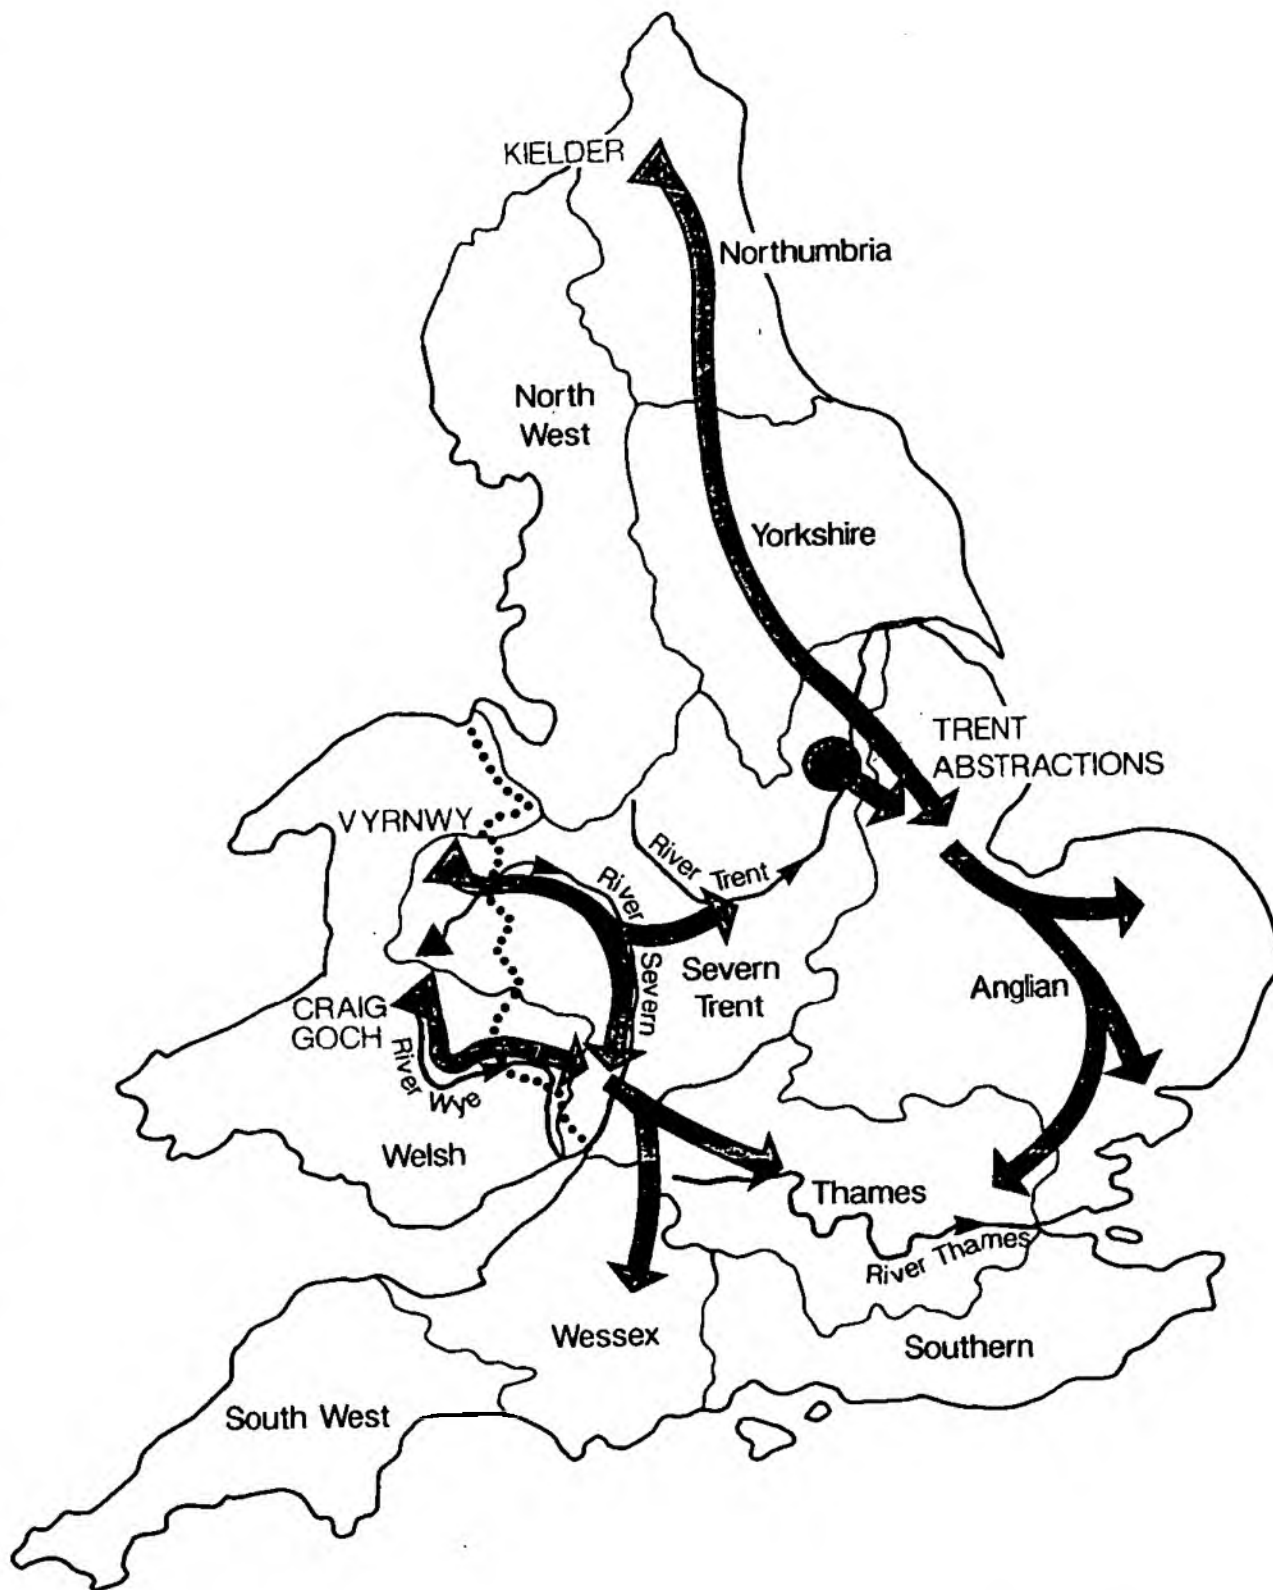 KIELDER
Northumbria
North
West
Yorkshire
TRENT
ABSTRACTIONS
VYRNWY
River Trent
River Severn
Severn
Trent
Anglian
CRAIG
GOCH
River Wye
Welsh
Thames
River Thames
Wessex
Southern
South West